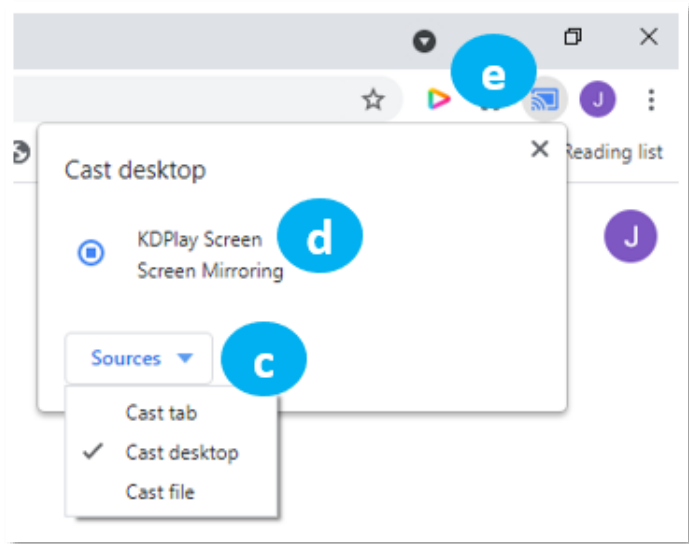 e
J
Reading list
Cast desktop
J
KDPlay Screen
d
Screen Mirroring
Sources
c
Cast tab
Cast desktop
Cast file